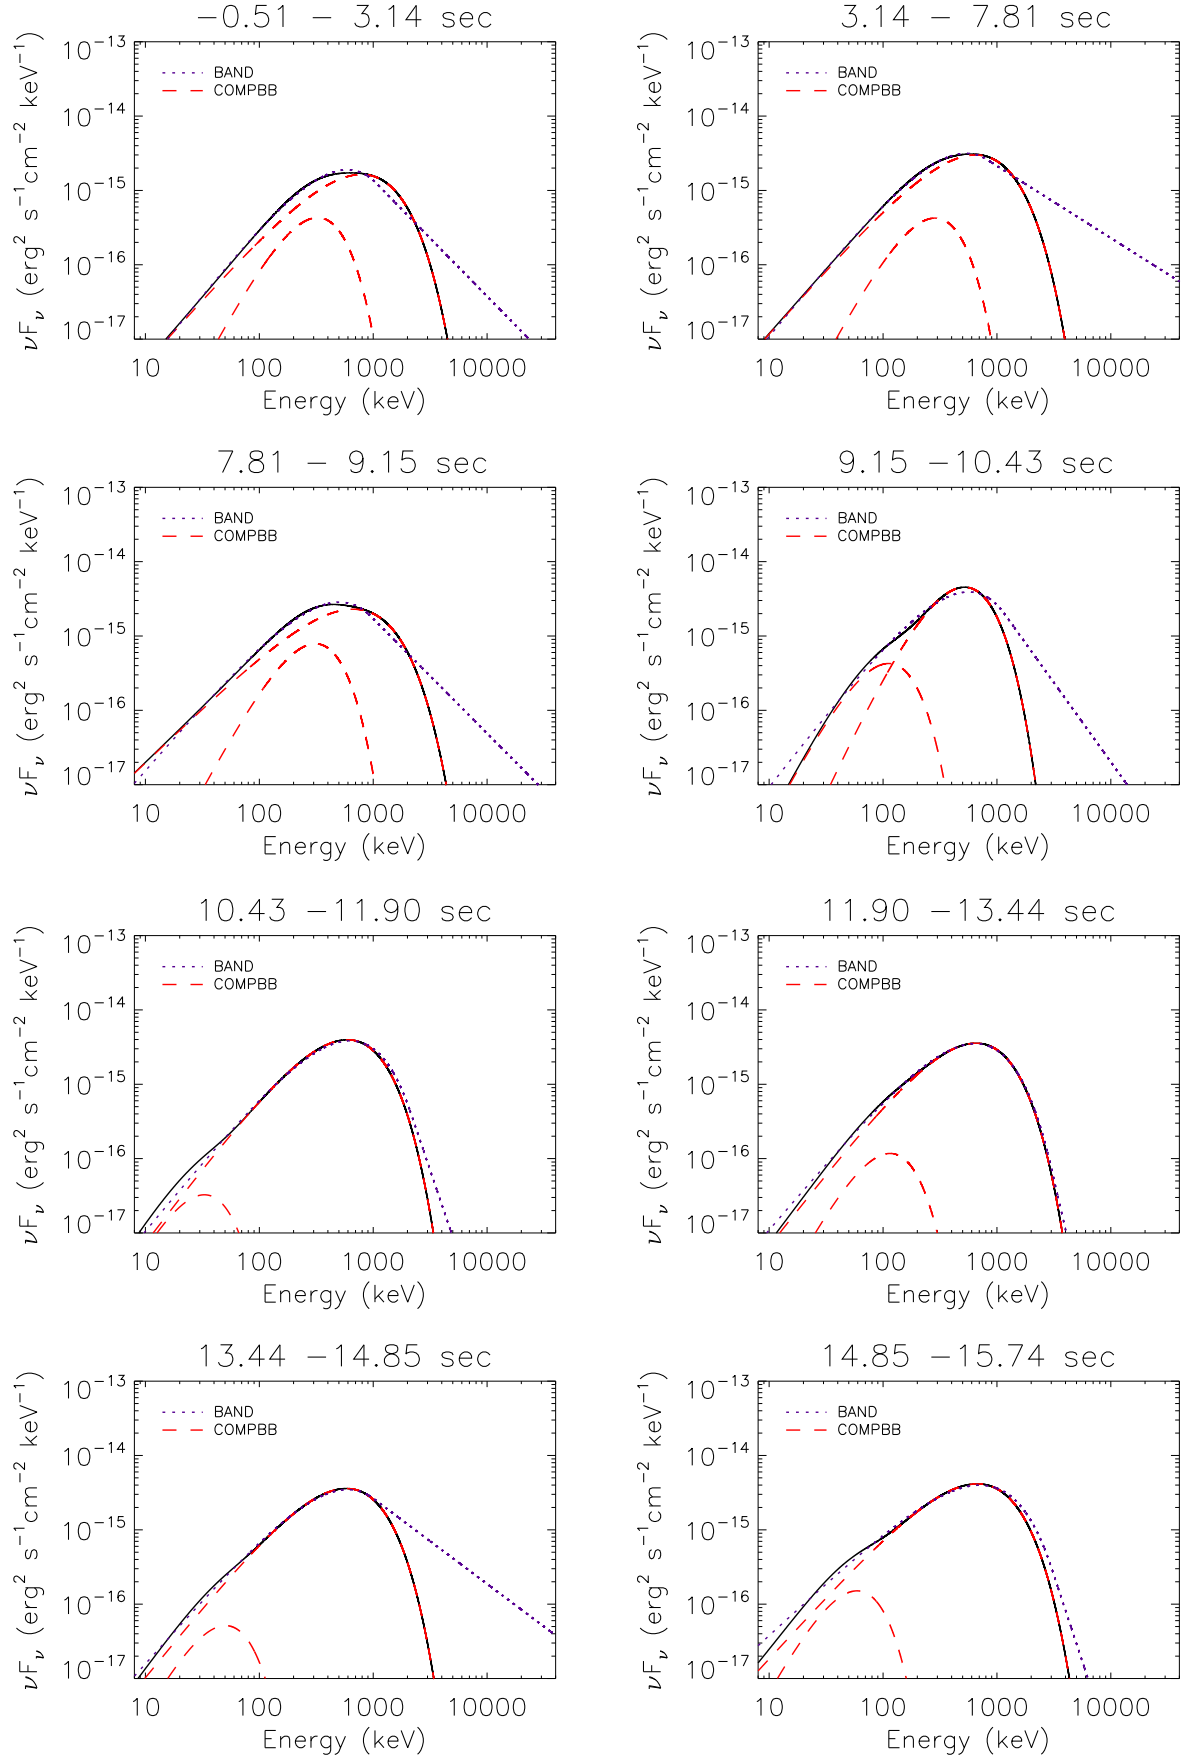 −0.51 − 3.14 sec
νFν (erg² s⁻¹cm⁻² keV⁻¹)
10⁻¹³
10⁻¹⁴
10⁻¹⁵
10⁻¹⁶
10⁻¹⁷
BAND
COMPBB
10 100 1000 10000
Energy (keV)
3.14 − 7.81 sec
νFν (erg² s⁻¹cm⁻² keV⁻¹)
10⁻¹³
10⁻¹⁴
10⁻¹⁵
10⁻¹⁶
10⁻¹⁷
BAND
COMPBB
10 100 1000 10000
Energy (keV)
7.81 − 9.15 sec
νFν (erg² s⁻¹cm⁻² keV⁻¹)
10⁻¹³
10⁻¹⁴
10⁻¹⁵
10⁻¹⁶
10⁻¹⁷
BAND
COMPBB
10 100 1000 10000
Energy (keV)
9.15 −10.43 sec
νFν (erg² s⁻¹cm⁻² keV⁻¹)
10⁻¹³
10⁻¹⁴
10⁻¹⁵
10⁻¹⁶
10⁻¹⁷
BAND
COMPBB
10 100 1000 10000
Energy (keV)
10.43 −11.90 sec
νFν (erg² s⁻¹cm⁻² keV⁻¹)
10⁻¹³
10⁻¹⁴
10⁻¹⁵
10⁻¹⁶
10⁻¹⁷
BAND
COMPBB
10 100 1000 10000
Energy (keV)
11.90 −13.44 sec
νFν (erg² s⁻¹cm⁻² keV⁻¹)
10⁻¹³
10⁻¹⁴
10⁻¹⁵
10⁻¹⁶
10⁻¹⁷
BAND
COMPBB
10 100 1000 10000
Energy (keV)
13.44 −14.85 sec
νFν (erg² s⁻¹cm⁻² keV⁻¹)
10⁻¹³
10⁻¹⁴
10⁻¹⁵
10⁻¹⁶
10⁻¹⁷
BAND
COMPBB
10 100 1000 10000
Energy (keV)
14.85 −15.74 sec
νFν (erg² s⁻¹cm⁻² keV⁻¹)
10⁻¹³
10⁻¹⁴
10⁻¹⁵
10⁻¹⁶
10⁻¹⁷
BAND
COMPBB
10 100 1000 10000
Energy (keV)